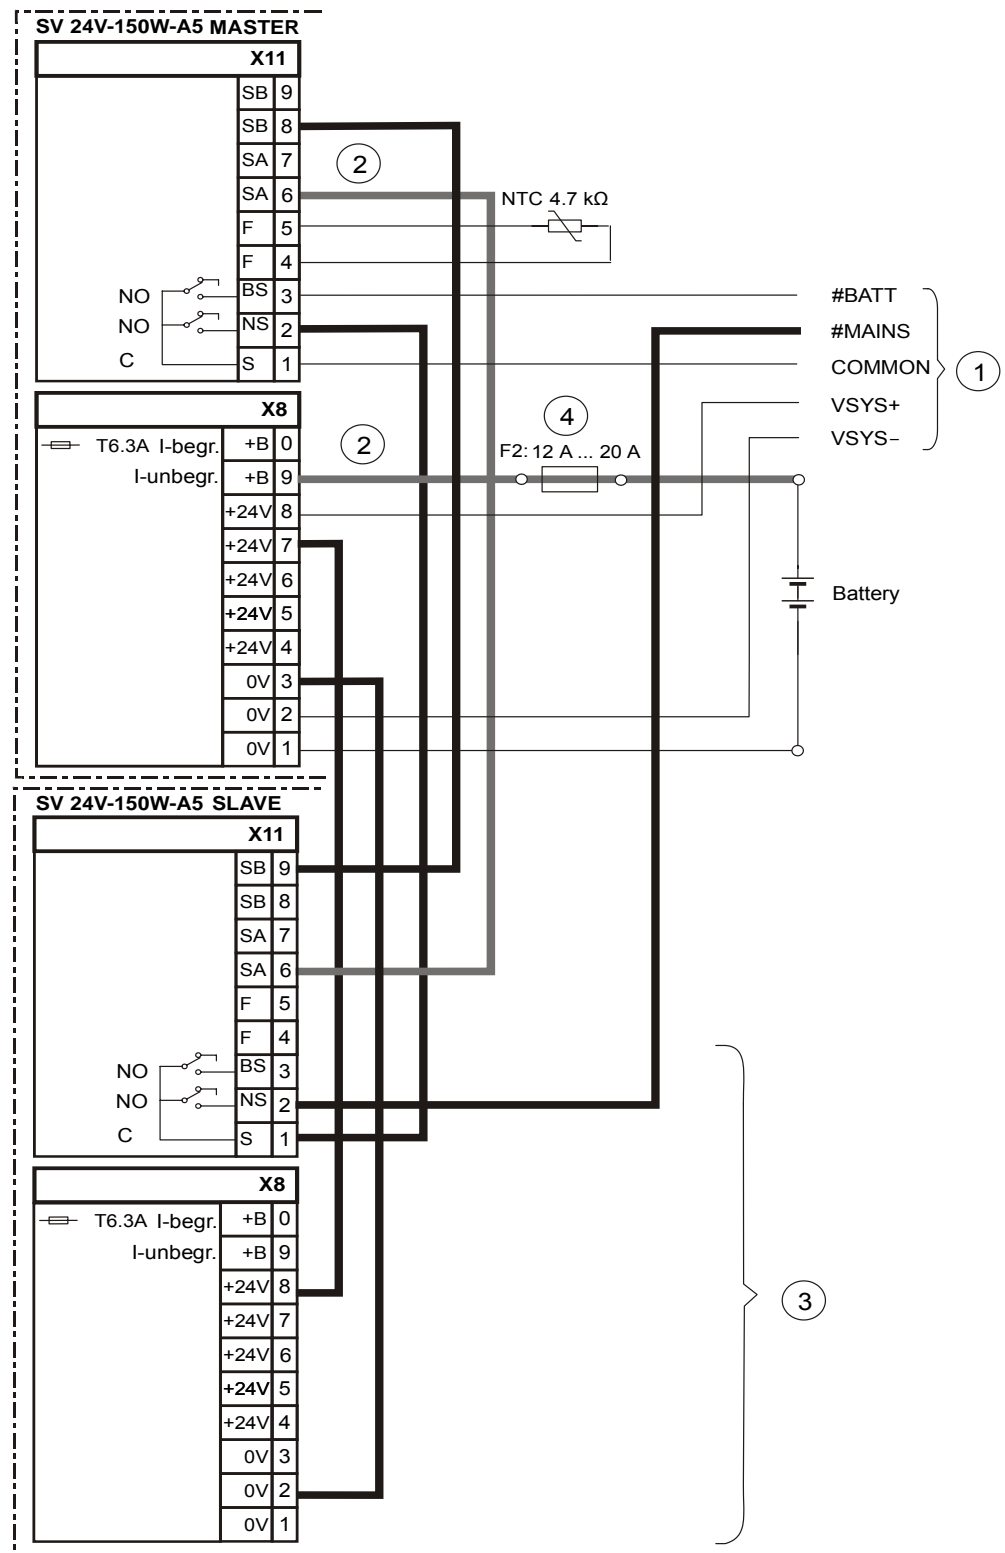 SV 24V-150W-A5 MASTER
X11
SB 9
SB 8
SA 7
2
SA 6
NTC 4.7 kΩ
F 5
F 4
NO BS 3 #BATT
NO NS 2 #MAINS
C S 1 COMMON
1
X8
VSYS+
4
T6.3A I-begr. +B 0
2
VSYS−
F2: 12 A ... 20 A
I-unbegr. +B 9
+24V 8
+24V 7
+24V 6
Battery
+24V 5
+24V 4
0V 3
0V 2
0V 1
SV 24V-150W-A5 SLAVE
X11
SB 9
SB 8
SA 7
SA 6
F 5
F 4
NO BS 3
NO NS 2
C S 1
X8
T6.3A I-begr. +B 0
I-unbegr. +B 9
+24V 8
3
+24V 7
+24V 6
+24V 5
+24V 4
0V 3
0V 2
0V 1